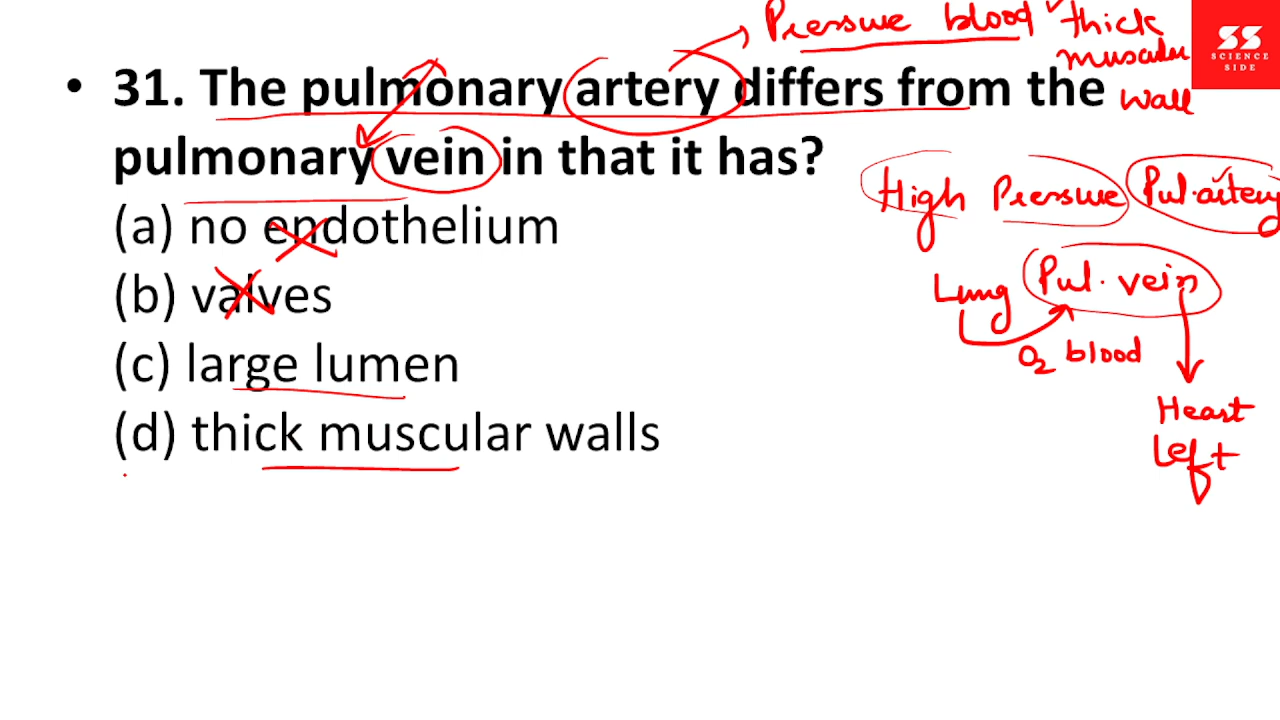 Pressure blood thick
muscular
wall
SS
SCIENCE
SIDE
• 31. The pulmonary artery differs from the
pulmonary vein in that it has?
(a) no endothelium
(b) valves
(c) large lumen
(d) thick muscular walls
High Pressure Pul. artery
Lung Pul. vein
O2 blood
Heart
Left